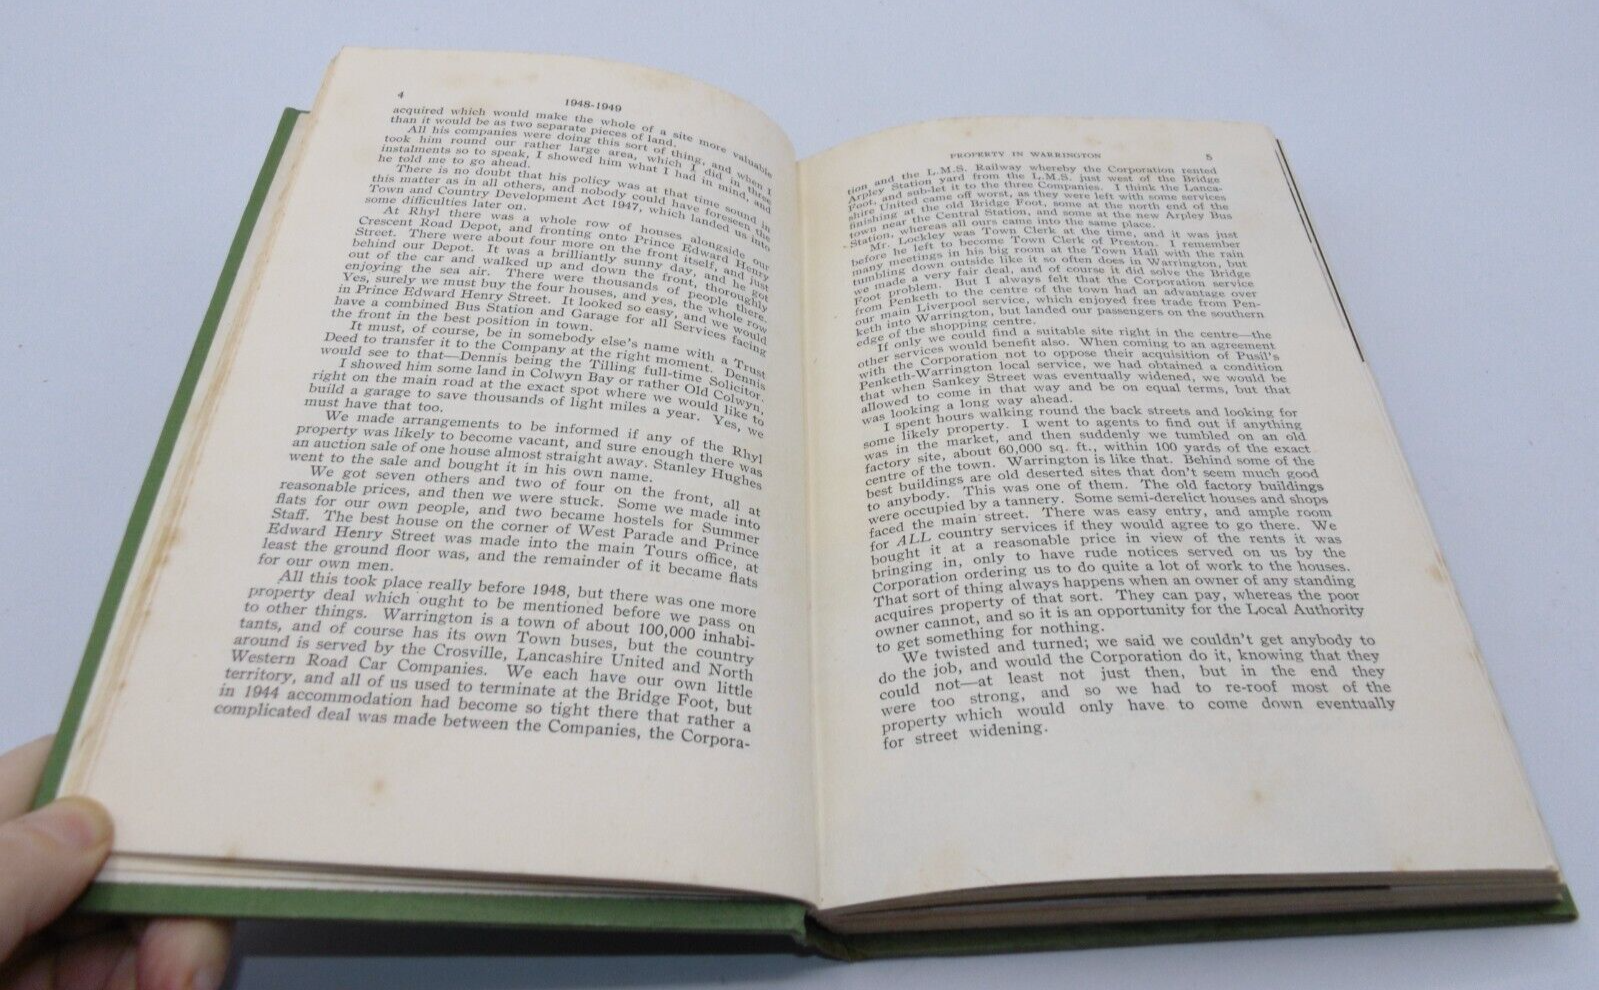 4
1948-1949
acquired which would make the whole of a site more valuable
than it would be as two separate pieces of land.
All his companies were doing this sort of thing, and when I
took him round our rather large area, which I did in three
instalments so to speak, I showed him what I had in mind, and
he told me to go ahead.
There is no doubt that his policy was at that time sound in
this matter as in all others, and nobody could have foreseen the
Town and Country Development Act 1947, which landed us into
some difficulties later on.
At Rhyl there was a whole row of houses alongside our
Crescent Road Depot, and fronting onto Prince Edward Henry
Street. There were about four more on the front itself, and just
behind our Depot. It was a brilliantly sunny day, and he got
out of the car and walked up and down the front, thoroughly
enjoying the sea air. There were thousands of people there.
Yes, surely we must buy the four houses, and yes, the whole row
in Prince Edward Henry Street. It looked so easy, and we would
have a combined Bus Station and Garage for all Services facing
the front in the best position in town.
It must, of course, be in somebody else's name with a Trust
Deed to transfer it to the Company at the right moment. Dennis
would see to that—Dennis being the Tilling full-time Solicitor.
I showed him some land in Colwyn Bay or rather Old Colwyn,
right on the main road at the exact spot where we would like to
build a garage to save thousands of light miles a year. Yes, we
must have that too.
We made arrangements to be informed if any of the Rhyl
property was likely to become vacant, and sure enough there was
an auction sale of one house almost straight away. Stanley Hughes
went to the sale and bought it in his own name.
We got seven others and two of four on the front, all at
reasonable prices, and then we were stuck. Some we made into
flats for our own people, and two became hostels for Summer
Staff. The best house on the corner of West Parade and Prince
Edward Henry Street was made into the main Tours office, at
least the ground floor was, and the remainder of it became flats
for our own men.
All this took place really before 1948, but there was one more
property deal which ought to be mentioned before we pass on
to other things. Warrington is a town of about 100,000 inhabi-
tants, and of course has its own Town buses, but the country
around is served by the Crosville, Lancashire United and North
Western Road Car Companies. We each have our own little
territory, and all of us used to terminate at the Bridge Foot, but
in 1944 accommodation had become so tight there that rather a
complicated deal was made between the Companies, the Corpora-
PROPERTY IN WARRINGTON
5
tion and the L.M.S. Railway whereby the Corporation rented
Arpley Station yard from the L.M.S. just west of the Bridge
Foot, and sub-let it to the three Companies. I think the Lanca-
shire United came off worst, as they were left with some services
finishing at the old Bridge Foot, some at the north end of the
town near the Central Station, and some at the new Arpley Bus
Station, whereas all ours came into the same place.
Mr. Lockley was Town Clerk at the time, and it was just
before he left to become Town Clerk of Preston. I remember
many meetings in his big room at the Town Hall with the rain
tumbling down outside like it so often does in Warrington, but
we made a very fair deal, and of course it did solve the Bridge
Foot problem. But I always felt that the Corporation service
from Penketh to the centre of the town had an advantage over
our main Liverpool service, which enjoyed free trade from Pen-
keth into Warrington, but landed our passengers on the southern
edge of the shopping centre.
If only we could find a suitable site right in the centre—the
other services would benefit also. When coming to an agreement
with the Corporation not to oppose their acquisition of Pusil's
Penketh-Warrington local service, we had obtained a condition
that when Sankey Street was eventually widened, we would be
allowed to come in that way and be on equal terms, but that
was looking a long way ahead.
I spent hours walking round the back streets and looking for
some likely property. I went to agents to find out if anything
was in the market, and then suddenly we tumbled on an old
factory site, about 60,000 sq. ft., within 100 yards of the exact
centre of the town. Warrington is like that. Behind some of the
best buildings are old deserted sites that don't seem much good
to anybody. This was one of them. The old factory buildings
were occupied by a tannery. Some semi-derelict houses and shops
faced the main street. There was easy entry, and ample room
for ALL country services if they would agree to go there. We
bought it at a reasonable price in view of the rents it was
bringing in, only to have rude notices served on us by the
Corporation ordering us to do quite a lot of work to the houses.
That sort of thing always happens when an owner of any standing
acquires property of that sort. They can pay, whereas the poor
owner cannot, and so it is an opportunity for the Local Authority
to get something for nothing.
We twisted and turned; we said we couldn't get anybody to
do the job, and would the Corporation do it, knowing that they
could not—at least not just then, but in the end they
were too strong, and so we had to re-roof most of the
property which would only have to come down eventually
for street widening.